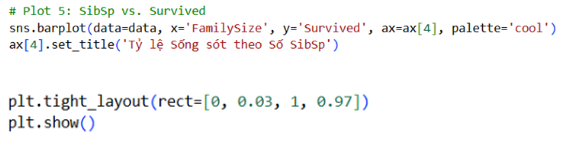 # Plot 5: SibSp vs. Survived
sns.barplot(data=data, x='FamilySize', y='Survived', ax=ax[4], palette='cool')
ax[4].set_title('Tỷ lệ Sống sót theo Số SibSp')
plt.tight_layout(rect=[0, 0.03, 1, 0.97])
plt.show()